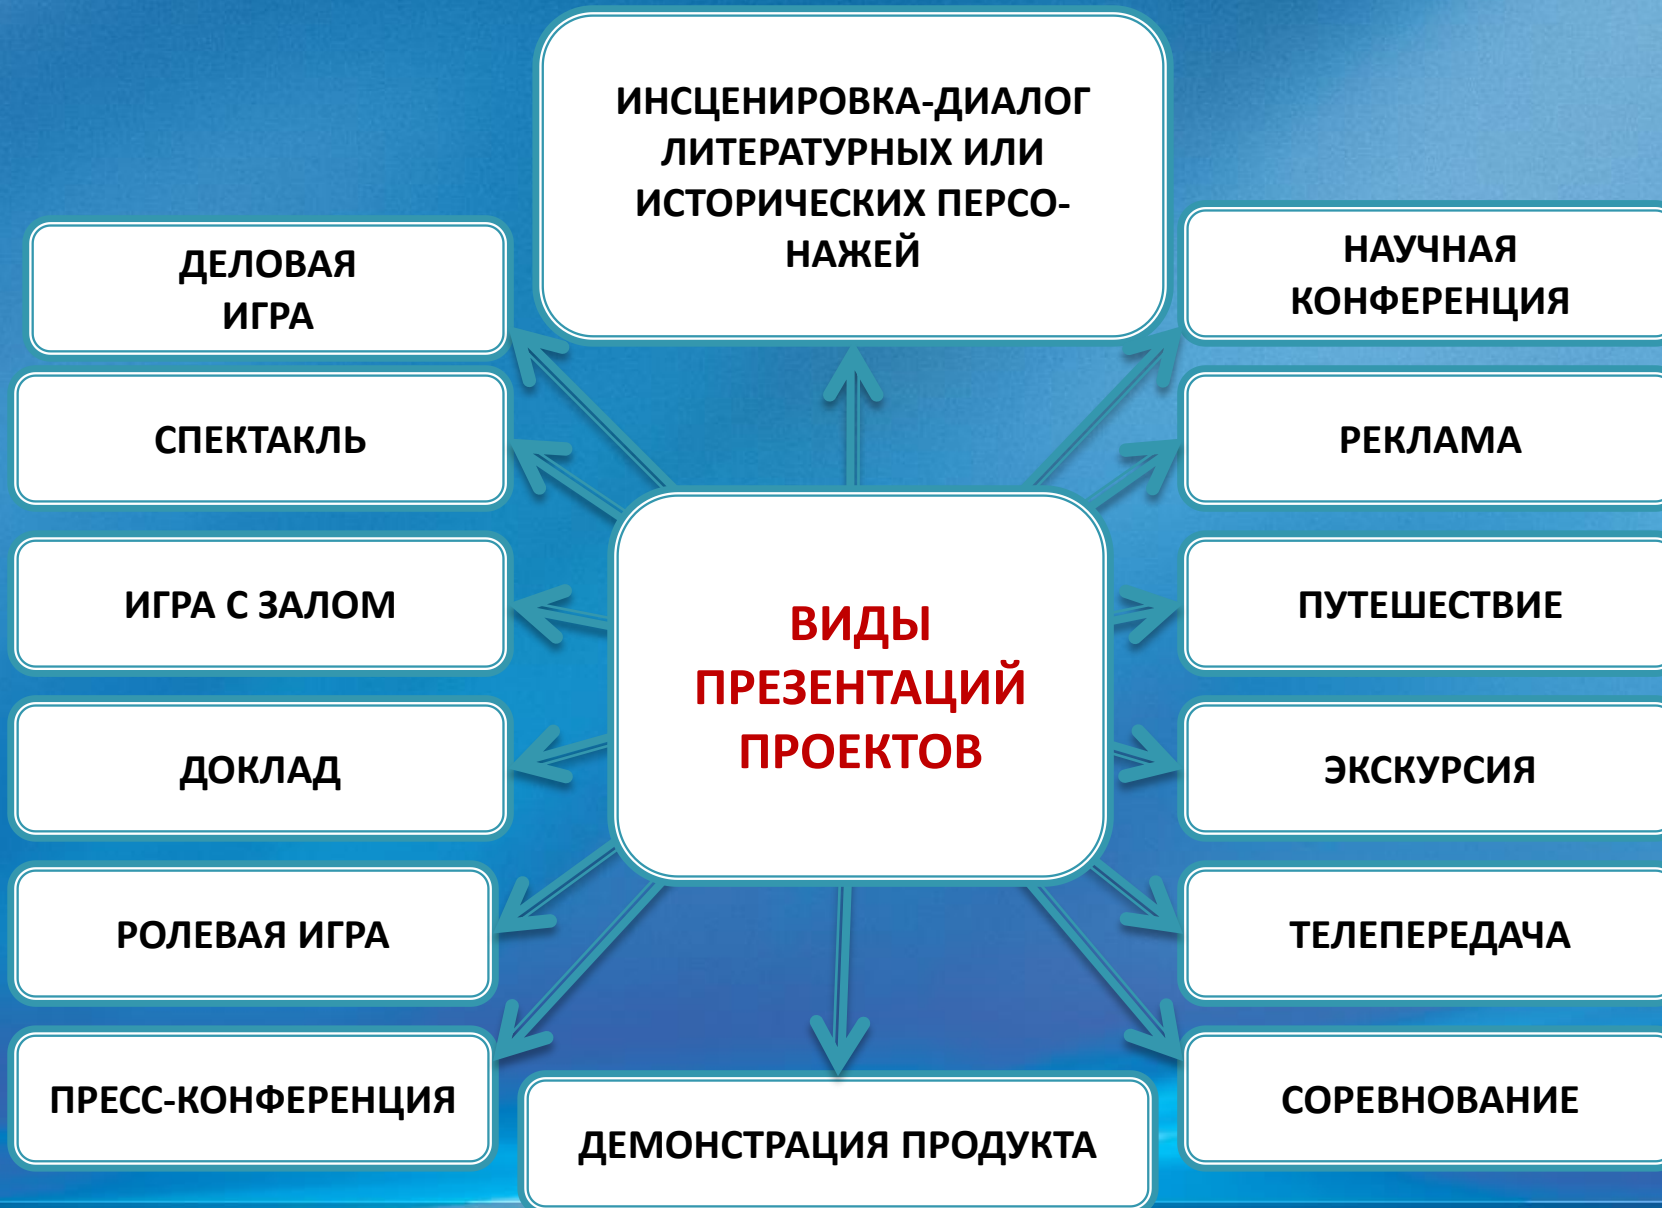 ИНСЦЕНИРОВКА-ДИАЛОГ
ЛИТЕРАТУРНЫХ ИЛИ
ИСТОРИЧЕСКИХ ПЕРСО-
НАЖЕЙ
ДЕЛОВАЯ
ИГРА
НАУЧНАЯ
КОНФЕРЕНЦИЯ
СПЕКТАКЛЬ
РЕКЛАМА
ИГРА С ЗАЛОМ
ПУТЕШЕСТВИЕ
ВИДЫ
ПРЕЗЕНТАЦИЙ
ПРОЕКТОВ
ДОКЛАД
ЭКСКУРСИЯ
РОЛЕВАЯ ИГРА
ТЕЛЕПЕРЕДАЧА
ПРЕСС-КОНФЕРЕНЦИЯ
СОРЕВНОВАНИЕ
ДЕМОНСТРАЦИЯ ПРОДУКТА